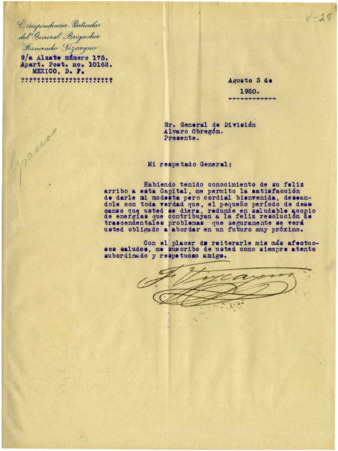 V-28
Correspondencia Particular
del General Brigadier
Fernando Vizcayno
9/a Alzate número 175.
Apart. Post. no. 10162.
MEXICO, D. F.
Agosto 3 de
1920.
Sr. General de División
Alvaro Obregón.
Presente.
Mi respetado General:
Habiendo tenido conocimiento de su feliz
arribo a esta Capital, me permito la satisfacción
de darle mi modesta pero cordial bienvenida, deseán-
dole con toda verdad que, el pequeño período de des-
canso que usted se diera, redunde en saludable acopio
de energías que contribuyan a la feliz resolución de
trascendentales problemas que seguramente se verá
usted obligado a abordar en un futuro muy próximo.
Con el placer de reiterarle mis más afectuo-
sos saludos, me suscribo de usted como siempre atento
subordinado y respetuoso amigo.
F. Vizcayno